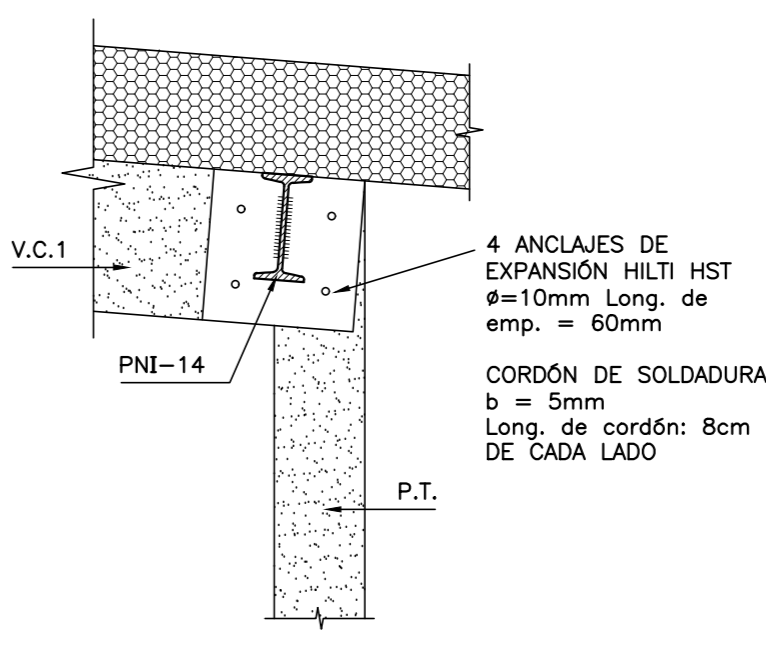 V.C.1
4 ANCLAJES DE
EXPANSIÓN HILTI HST
ø=10mm Long. de
emp. = 60mm
PNI-14
CORDÓN DE SOLDADURA
b = 5mm
Long. de cordón: 8cm
DE CADA LADO
P.T.